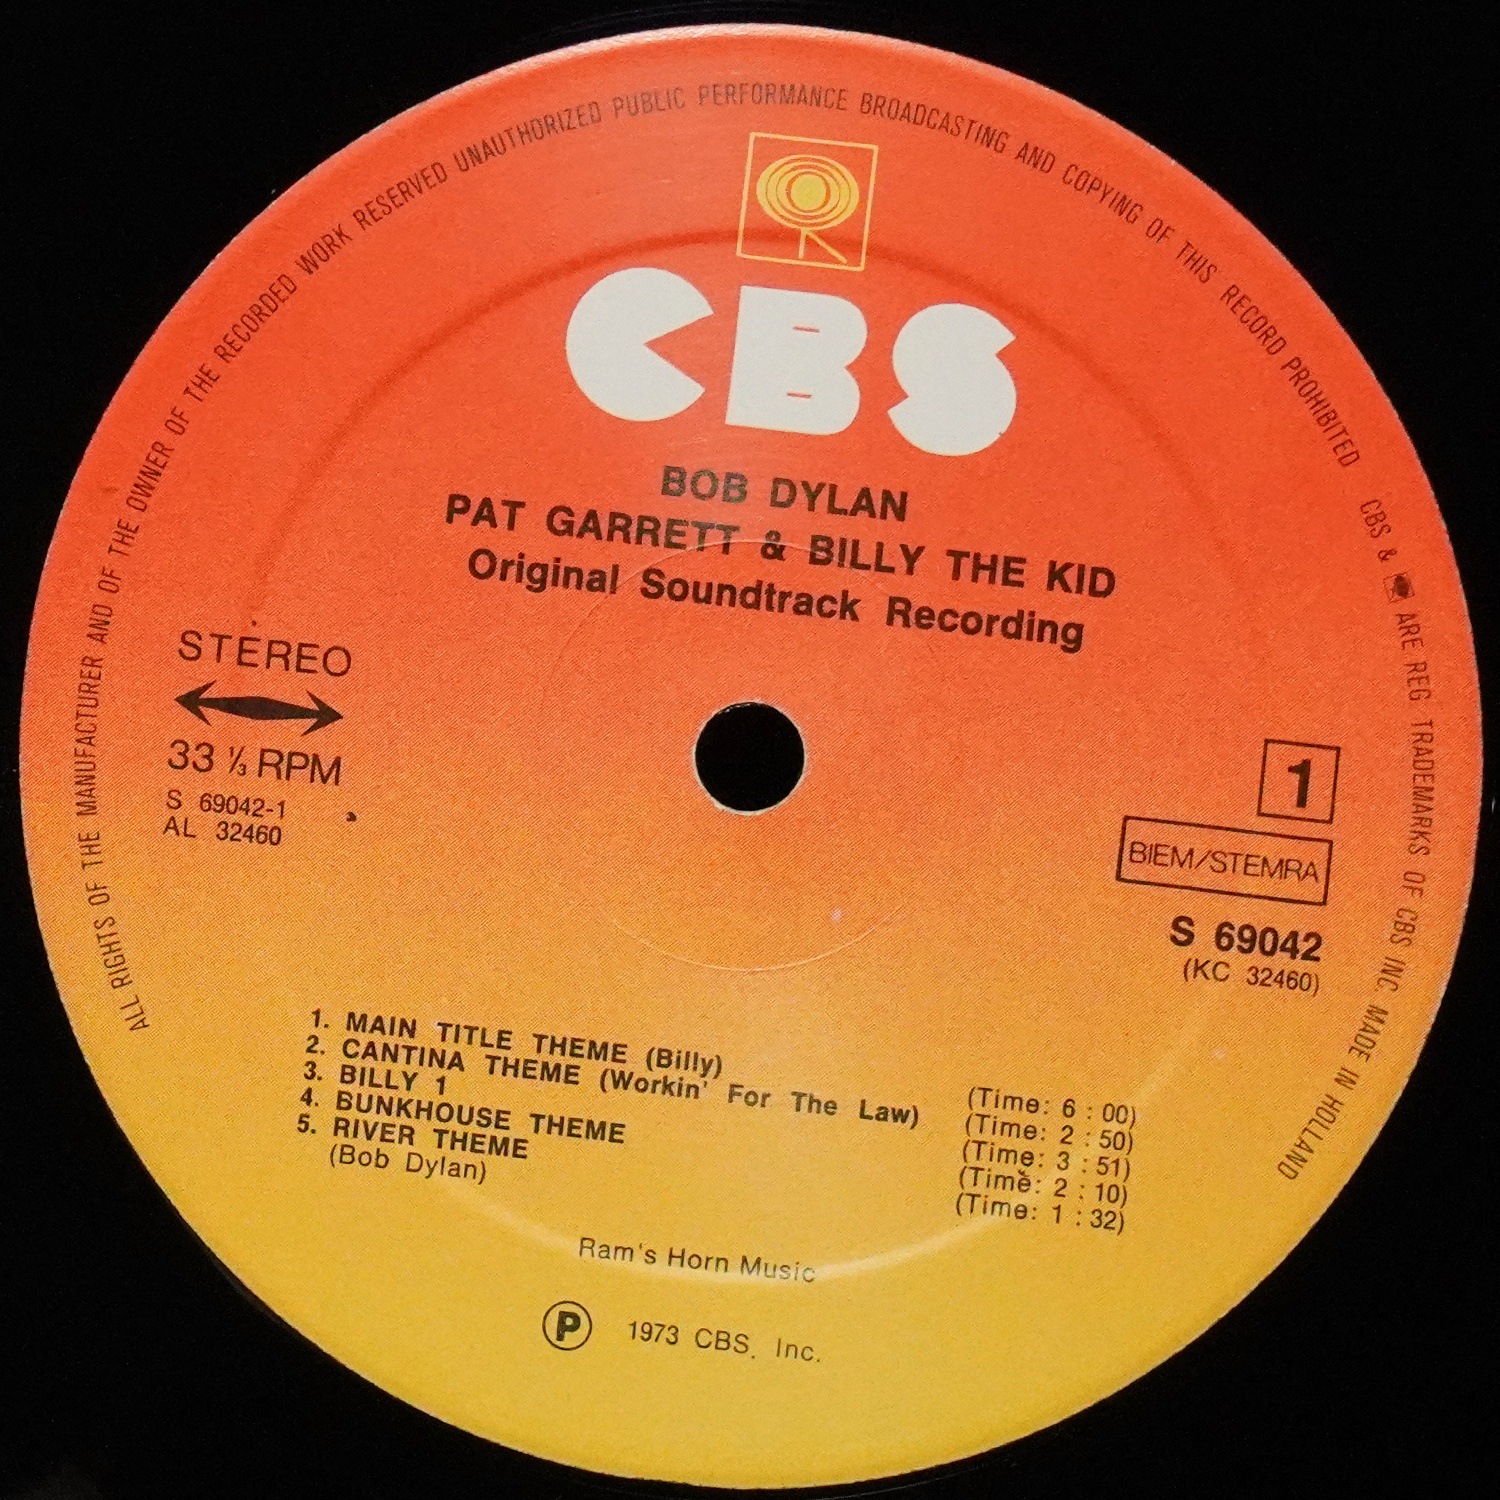 ALL RIGHTS OF THE MANUFACTURER AND OF THE OWNER OF THE RECORDED WORK RESERVED UNAUTHORIZED PUBLIC PERFORMANCE BROADCASTING AND COPYING OF THIS RECORD PROHIBITED
CBS & ARE REG TRADEMARKS OF CBS INC. MADE IN HOLLAND
CBS
BOB DYLAN
PAT GARRETT & BILLY THE KID
Original Soundtrack Recording
STEREO
33 ⅓ RPM
S 69042-1
AL 32460
1
BIEM/STEMRA
S 69042
(KC 32460)
1. MAIN TITLE THEME (Billy) (Time: 6 : 00)
2. CANTINA THEME (Workin' For The Law) (Time: 2 : 50)
3. BILLY 1 (Time: 3 : 51)
4. BUNKHOUSE THEME (Time: 2 : 10)
5. RIVER THEME (Time: 1 : 32)
(Bob Dylan)
Ram's Horn Music
Ⓟ 1973 CBS, Inc.